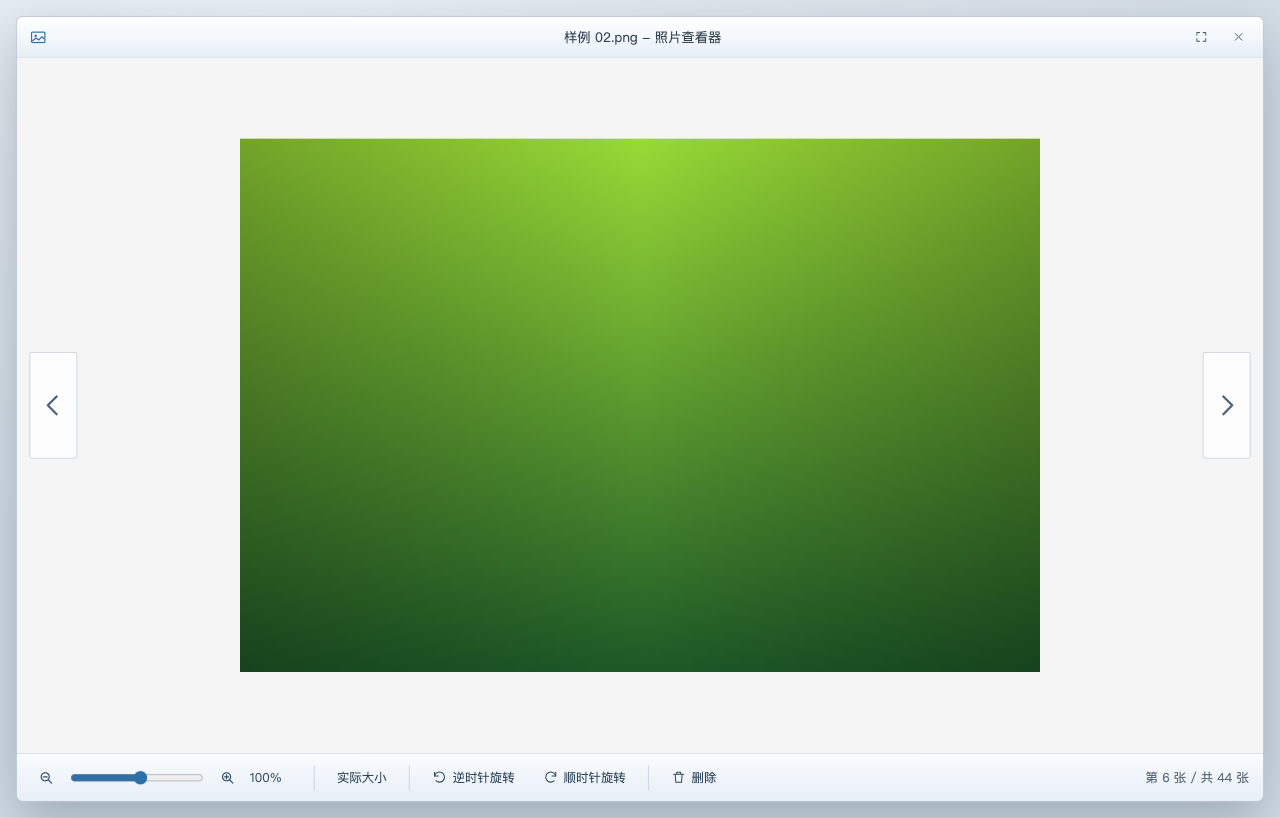 样例 02.png – 照片查看器
100%
实际大小
逆时针旋转
顺时针旋转
删除
第 6 张 / 共 44 张